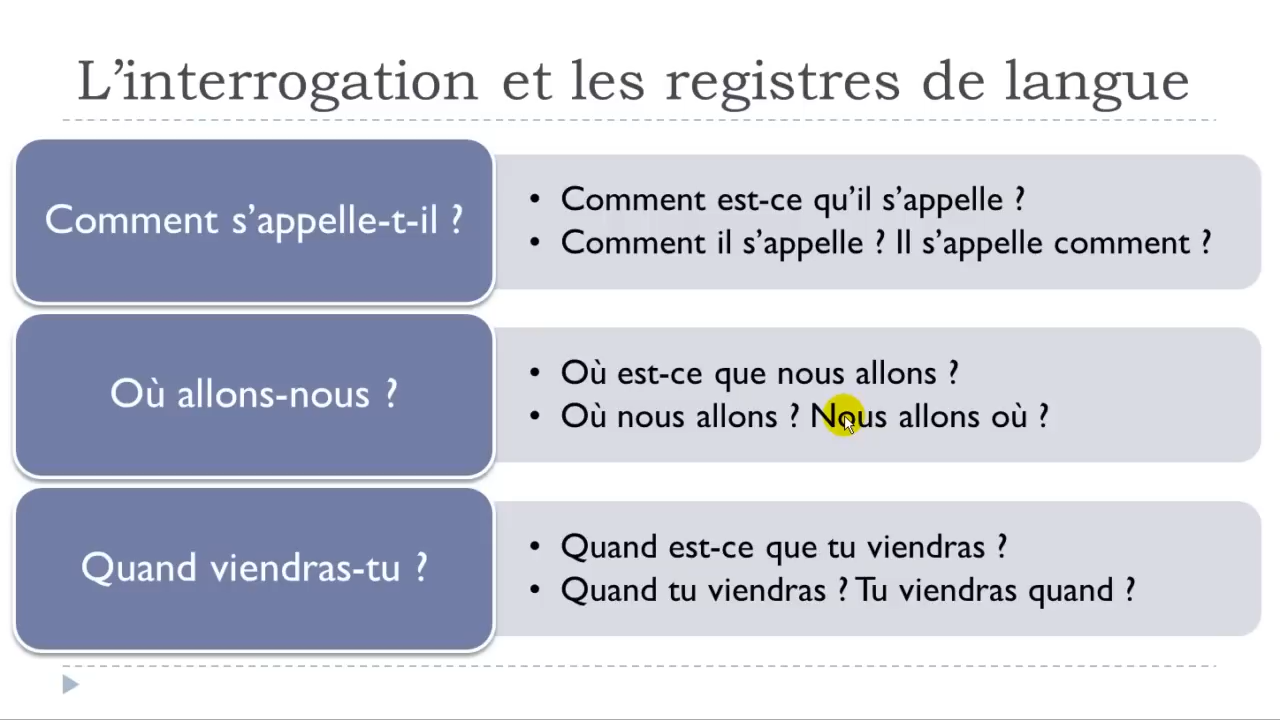 L’interrogation et les registres de langue
Comment s’appelle-t-il ?
• Comment est-ce qu’il s’appelle ?
• Comment il s’appelle ? Il s’appelle comment ?
Où allons-nous ?
• Où est-ce que nous allons ?
• Où nous allons ? Nous allons où ?
Quand viendras-tu ?
• Quand est-ce que tu viendras ?
• Quand tu viendras ? Tu viendras quand ?